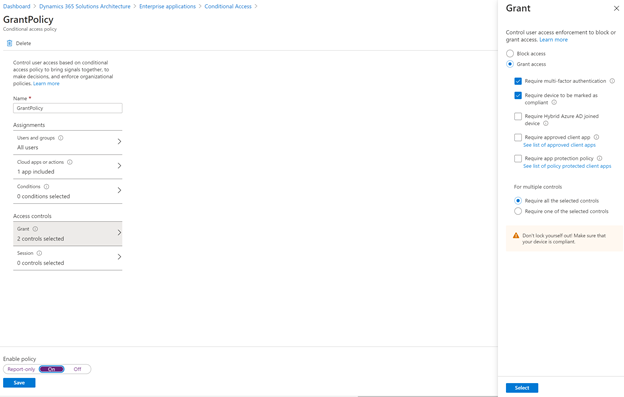 Dashboard > Dynamics 365 Solutions Architecture > Enterprise applications > Conditional Access >
GrantPolicy
Conditional access policy
Delete
Control user access based on conditional
access policy to bring signals together, to
make decisions, and enforce organizational
policies. Learn more
Name *
GrantPolicy
Assignments
Users and groups
All users
Cloud apps or actions
1 app included
Conditions
0 conditions selected
Access controls
Grant
2 controls selected
Session
0 controls selected
Enable policy
Report-only On Off
Save
Grant
Control user access enforcement to block or
grant access. Learn more
Block access
Grant access
Require multi-factor authentication
Require device to be marked as
compliant
Require Hybrid Azure AD joined
device
Require approved client app
See list of approved client apps
Require app protection policy
See list of policy protected client apps
For multiple controls
Require all the selected controls
Require one of the selected controls
Don't lock yourself out! Make sure that
your device is compliant.
Select